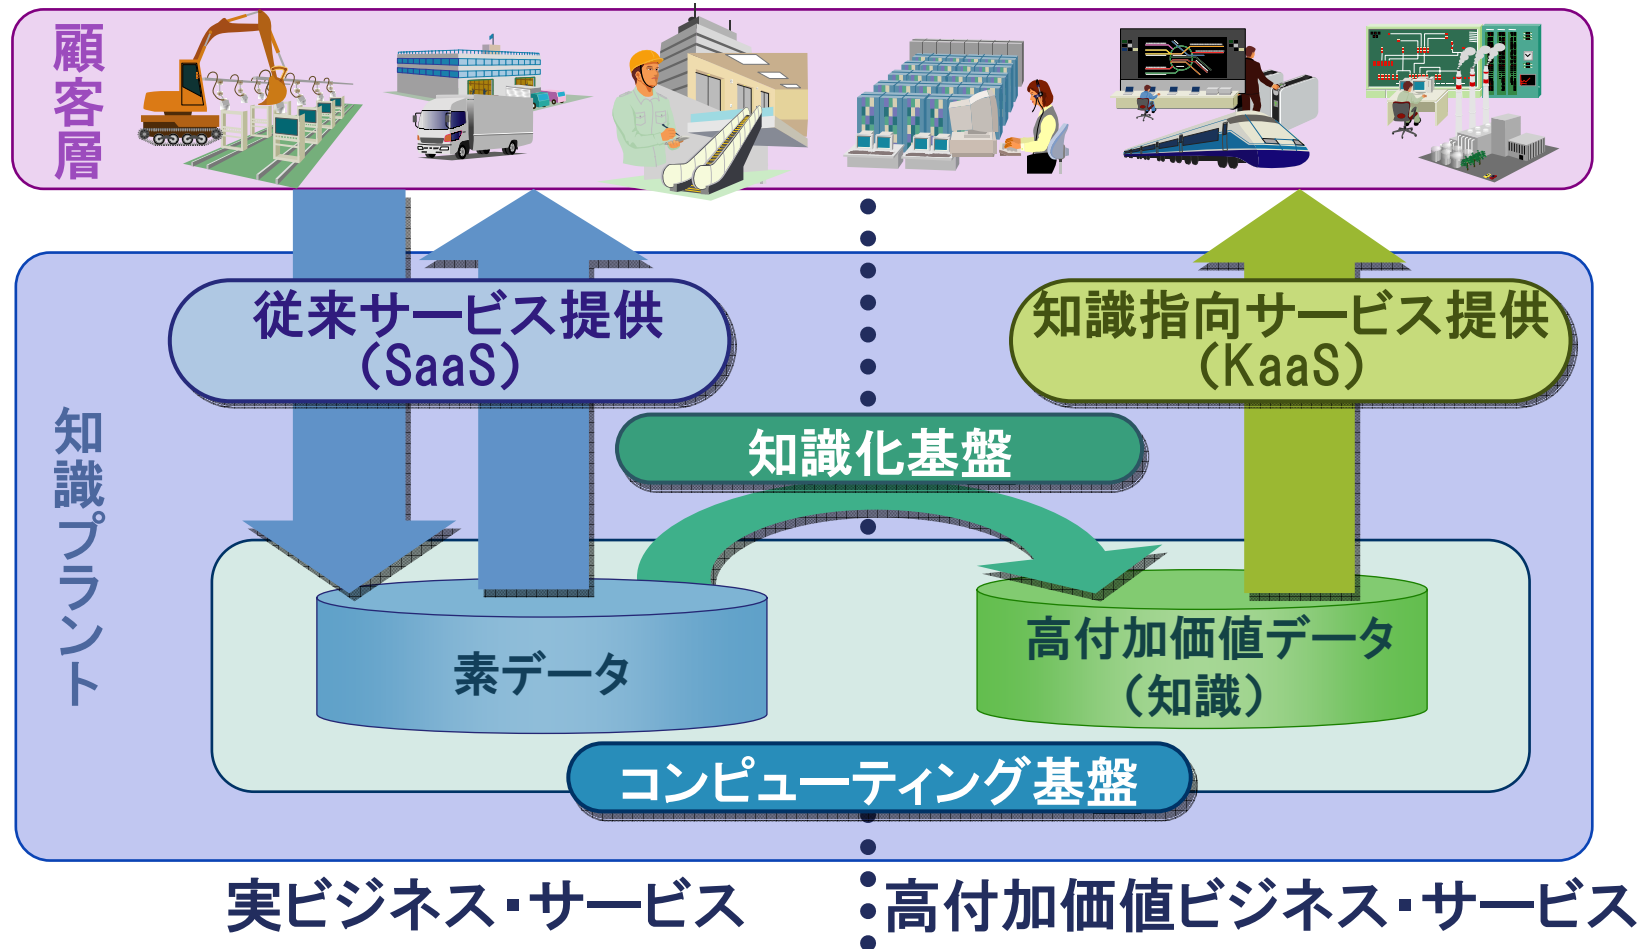 顧客層
従来サービス提供
（SaaS）
知識指向サービス提供
（KaaS）
知識化基盤
知識プラント
素データ
高付加価値データ
（知識）
コンピューティング基盤
実ビジネス・サービス
高付加価値ビジネス・サービス